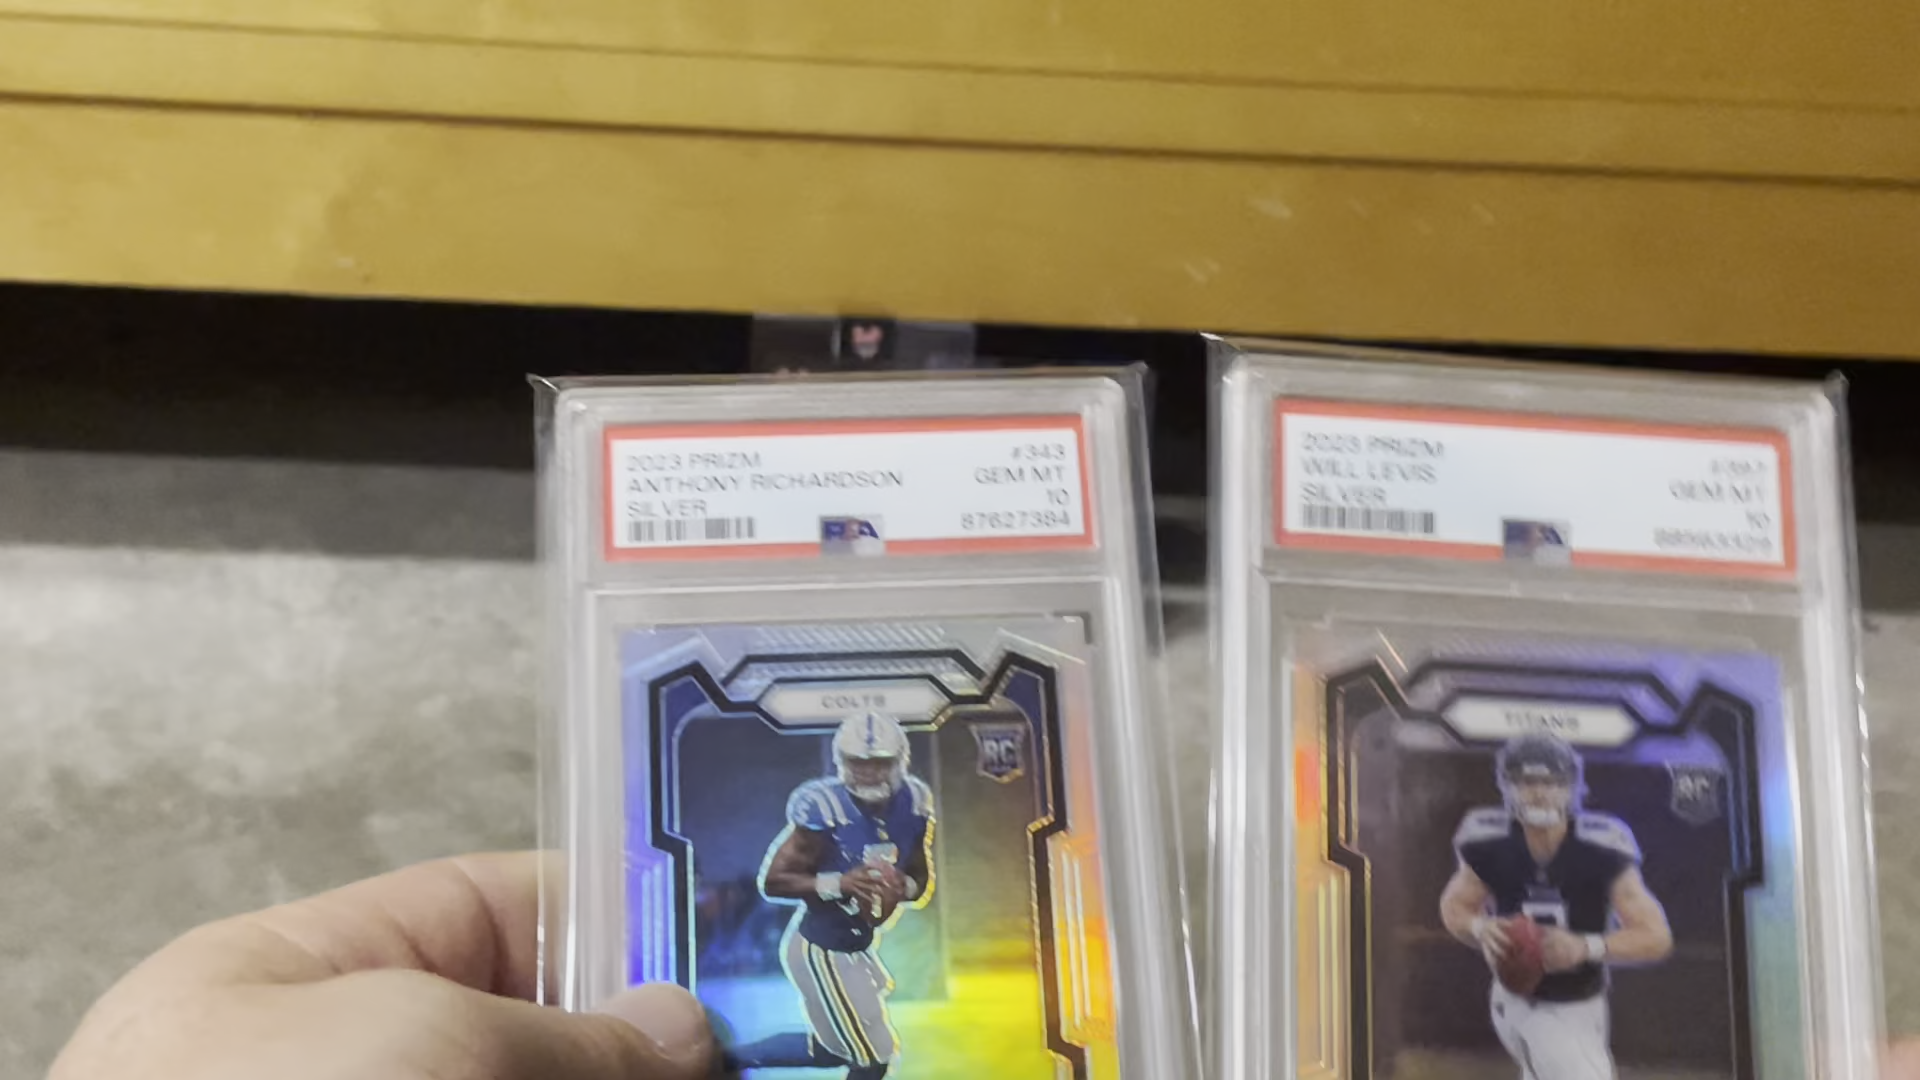 2023 PRIZM
ANTHONY RICHARDSON
SILVER
#343
GEM MT
10
87627384
COLTS
RC
2023 PRIZM
WILL LEVIS
SILVER
GEM MT
10
TITANS
RC